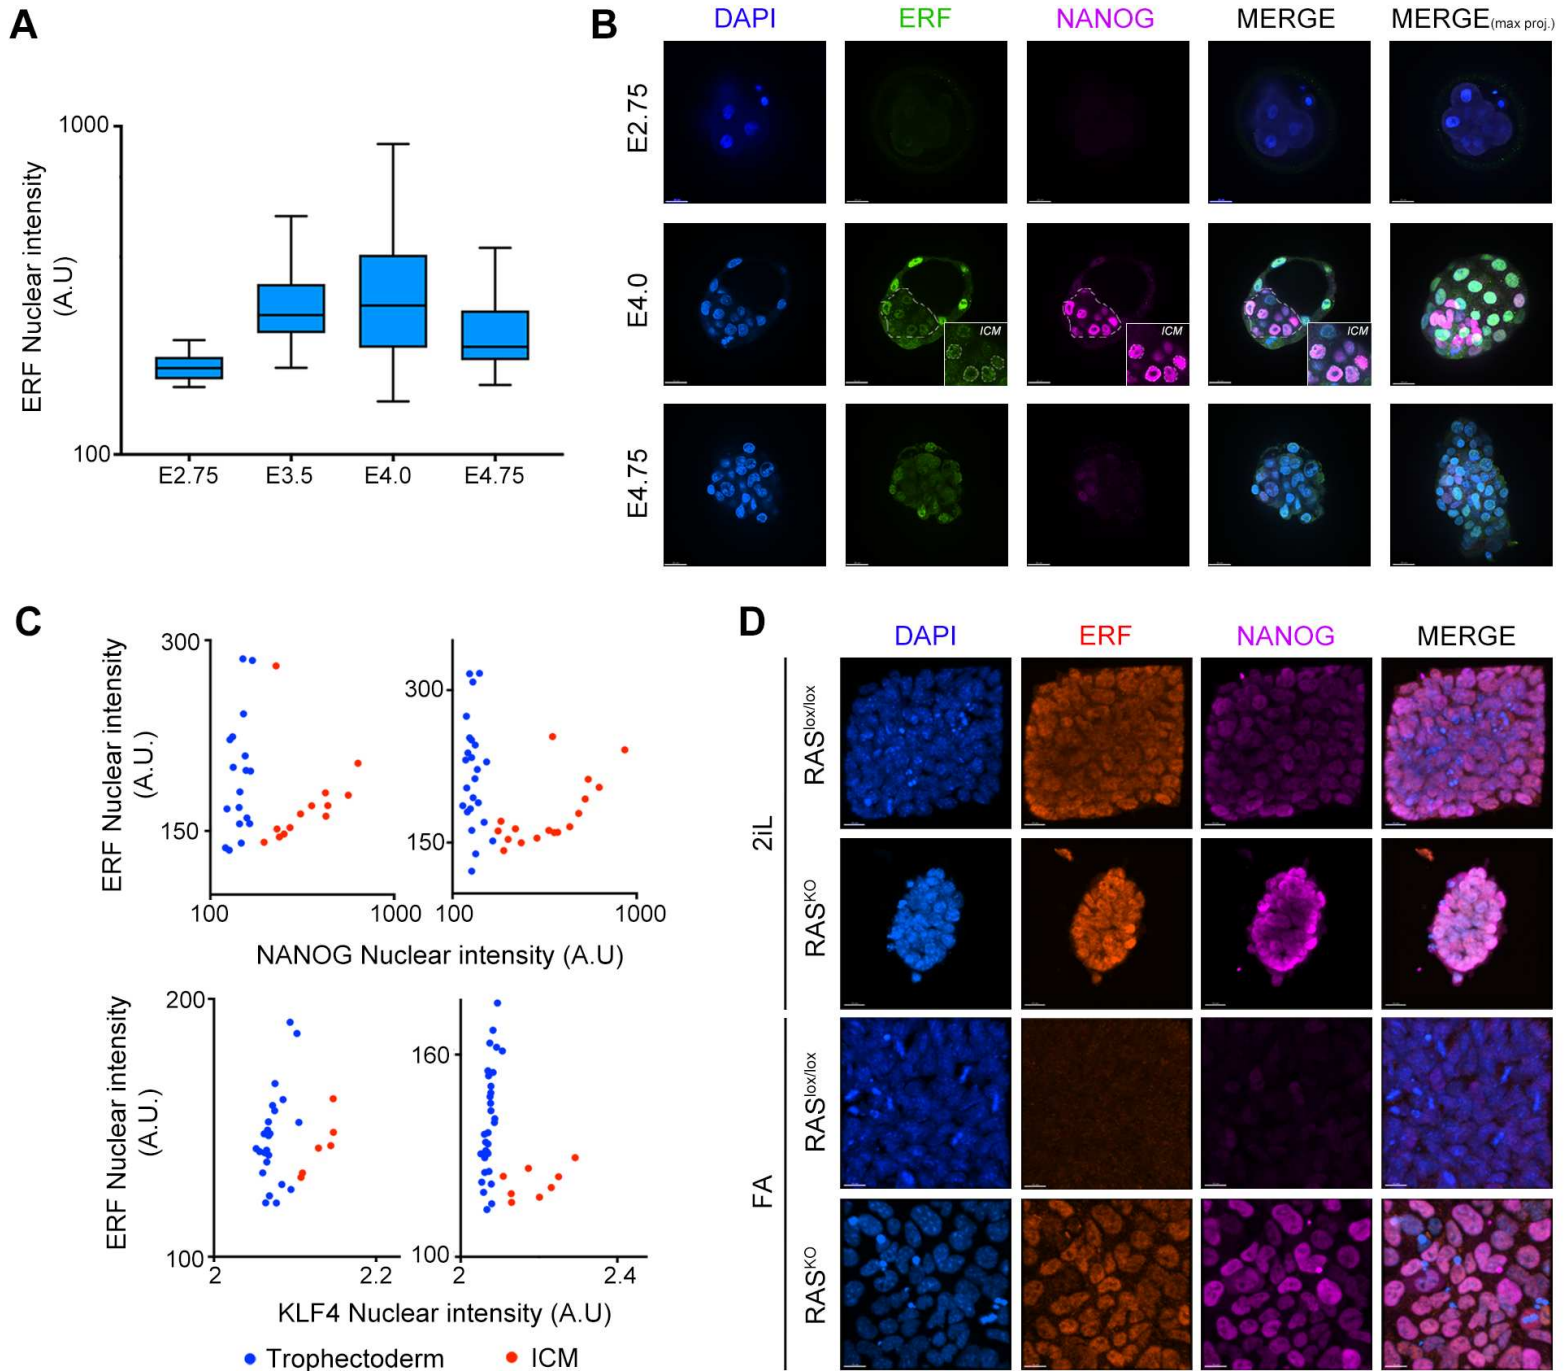 A
1000
100
ERF Nuclear intensity
(A.U)
E2.75
E3.5
E4.0
E4.75
B
DAPI
ERF
NANOG
MERGE
MERGE(max proj.)
E2.75
E4.0
ICM
ICM
ICM
E4.75
C
300
150
ERF Nuclear intensity
(A.U.)
100
1000
300
150
100
1000
NANOG Nuclear intensity (A.U)
200
100
ERF Nuclear intensity
(A.U.)
2
2.2
160
100
2
2.4
KLF4 Nuclear intensity (A.U)
Trophectoderm
ICM
D
DAPI
ERF
NANOG
MERGE
2iL
RASlox/lox
RASKO
FA
RASlox/lox
RASKO